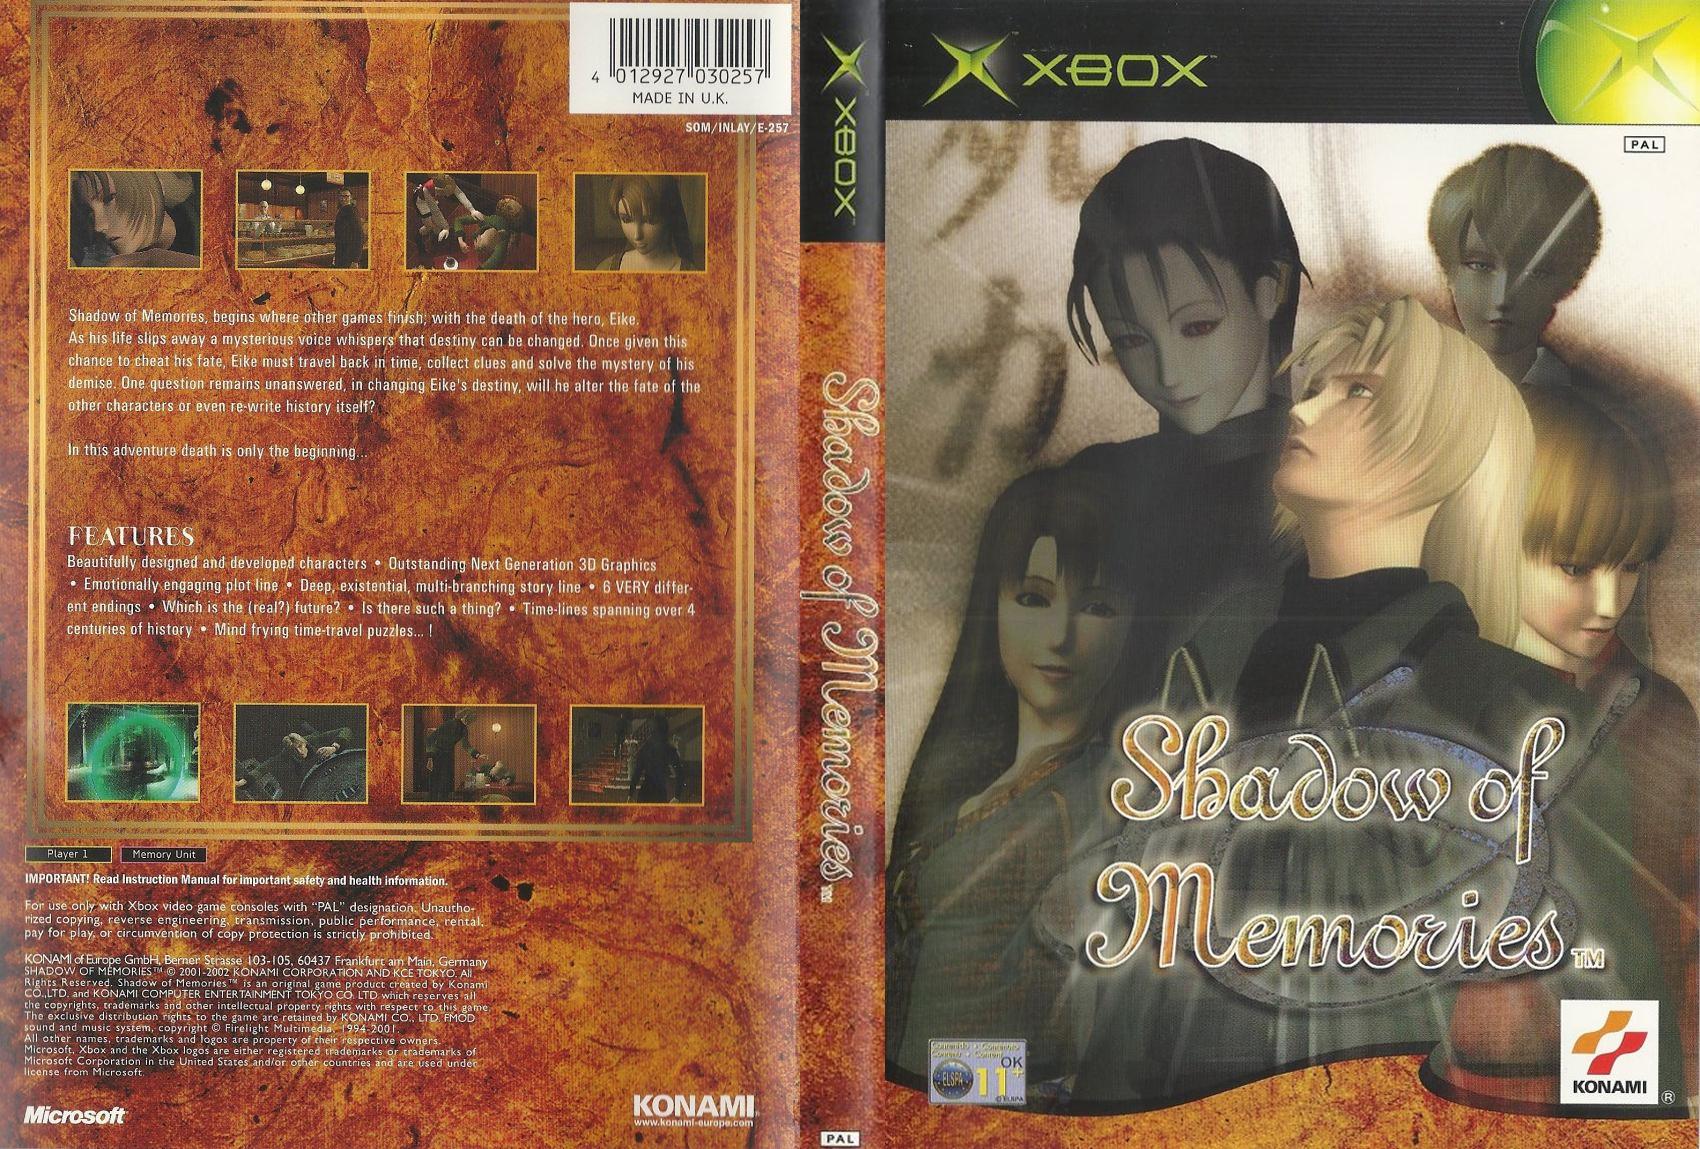 4 012927 030257
MADE IN U.K.
SOM/INLAY/E-257
Shadow of Memories, begins where other games finish; with the death of the hero, Eike.
As his life slips away a mysterious voice whispers that destiny can be changed. Once given this
chance to cheat his fate, Eike must travel back in time, collect clues and solve the mystery of his
demise. One question remains unanswered, in changing Eike's destiny, will he alter the fate of the
other characters or even re-write history itself?
In this adventure death is only the beginning...
FEATURES
Beautifully designed and developed characters • Outstanding Next Generation 3D Graphics
• Emotionally engaging plot line • Deep, existential, multi-branching story line • 6 VERY differ-
ent endings • Which is the (real?) future? • Is there such a thing? • Time-lines spanning over 4
centuries of history • Mind frying time-travel puzzles... !
Player 1
Memory Unit
IMPORTANT! Read Instruction Manual for important safety and health information.
For use only with Xbox video game consoles with "PAL" designation. Unautho-
rized copying, reverse engineering, transmission, public performance, rental,
pay for play, or circumvention of copy protection is strictly prohibited.
KONAMI of Europe GmbH, Berner Strasse 103-105, 60437 Frankfurt am Main, Germany
SHADOW OF MEMORIES™ © 2001-2002 KONAMI CORPORATION AND KCE TOKYO. All
Rights Reserved. Shadow of Memories™ is an original game product created by Konami
CO.,LTD. and KONAMI COMPUTER ENTERTAINMENT TOKYO CO. LTD which reserves all
the copyrights, trademarks and other intellectual property rights with respect to this game.
The exclusive distribution rights to the game are retained by KONAMI CO., LTD. FMOD
sound and music system, copyright © Firelight Multimedia, 1994-2001.
All other names, trademarks and logos are property of their respective owners.
Microsoft, Xbox and the Xbox logos are either registered trademarks or trademarks of
Microsoft Corporation in the United States and/or other countries and are used under
license from Microsoft.
Microsoft
KONAMI®
www.konami-europe.com
XBOX
Shadow of Memories™
PAL
XBOX™
PAL
Shadow of
Memories™
ELSPA
11+
OK
© ELSPA
KONAMI
®